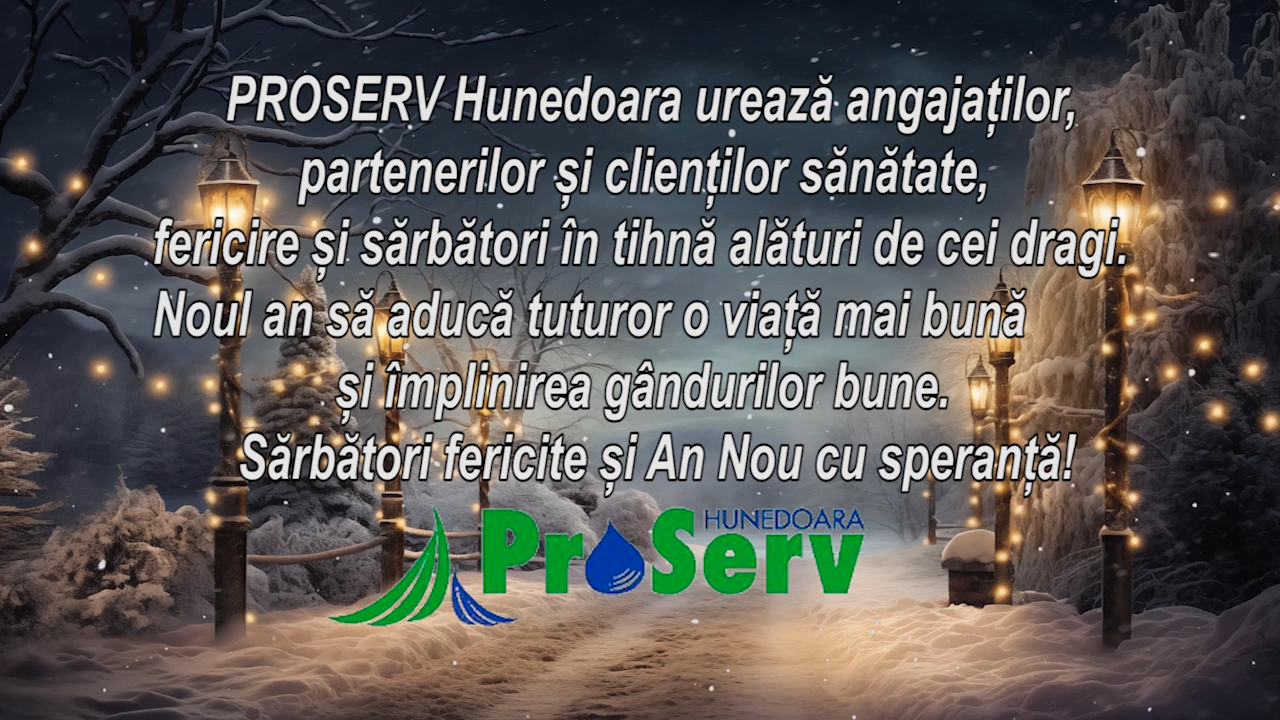 PROSERV Hunedoara urează angajaților,
partenerilor și clienților sănătate,
fericire și sărbători în tihnă alături de cei dragi.
Noul an să aducă tuturor o viață mai bună
și împlinirea gândurilor bune.
Sărbători fericite și An Nou cu speranță!
HUNEDOARA
ProServ